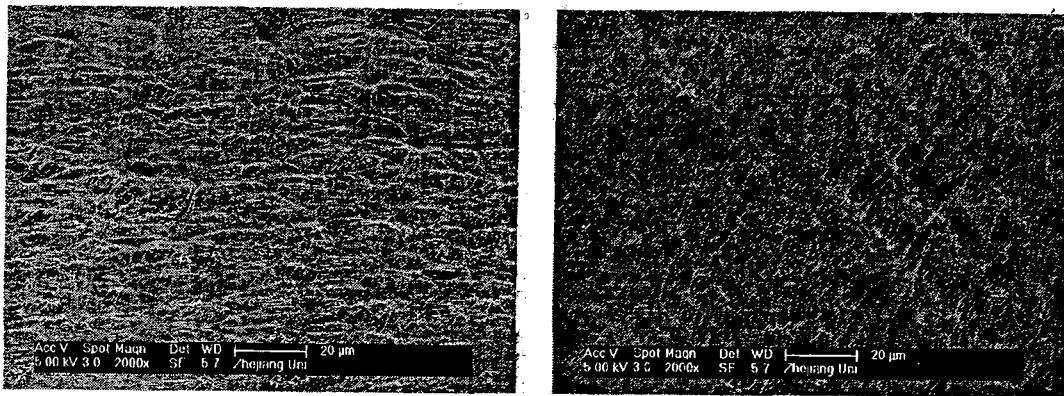 Acc V Spot Magn Det WD 20 µm
5.00 kV 3.0 2000x SE 5.7 Zhejiang Uni
Acc V Spot Magn Det WD 20 µm
5.00 kV 3.0 2000x SE 5.7 Zhejiang Uni